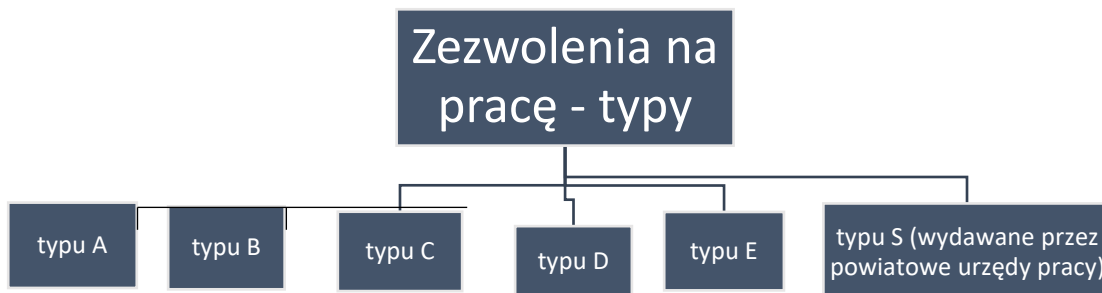 Zezwolenia na
pracę - typy
typu A
typu B
typu C
typu D
typu E
typu S (wydawane przez
powiatowe urzędy pracy)